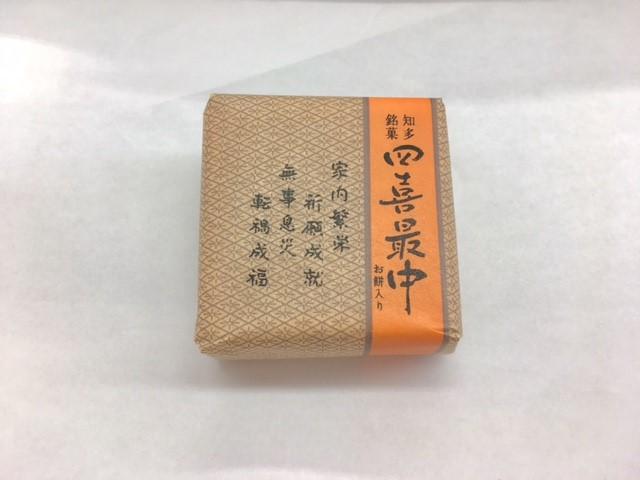 知多
銘菓
四喜最中
お餅入り
家内繁栄
祈願成就
無事息災
転禍成福